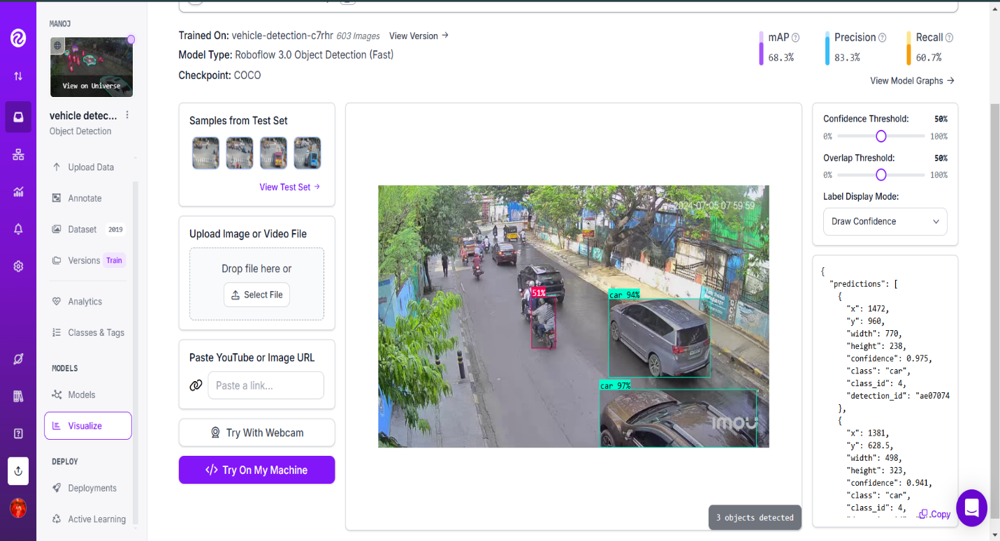 MANOJ
View on Universe
vehicle detec...
Object Detection
Upload Data
Annotate
Dataset 2019
Versions Train
Analytics
Classes & Tags
MODELS
Models
Visualize
DEPLOY
Deployments
Active Learning
Trained On: vehicle-detection-c7rhr 603 Images View Version →
Model Type: Roboflow 3.0 Object Detection (Fast)
Checkpoint: COCO
mAP ?
68.3%
Precision ?
83.3%
Recall ?
60.7%
View Model Graphs →
Samples from Test Set
View Test Set →
Upload Image or Video File
Drop file here or
Select File
Paste YouTube or Image URL
Paste a link...
Try With Webcam
</> Try On My Machine
2024-07-05 07:59:59
51%
car 94%
car 97%
imou
3 objects detected
Confidence Threshold: 50%
0% 100%
Overlap Threshold: 50%
0% 100%
Label Display Mode:
Draw Confidence
{
"predictions": [
{
"x": 1472,
"y": 960,
"width": 770,
"height": 238,
"confidence": 0.975,
"class": "car",
"class_id": 4,
"detection_id": "ae07074
},
{
"x": 1381,
"y": 628.5,
"width": 498,
"height": 323,
"confidence": 0.941,
"class": "car",
"class_id": 4,
Copy